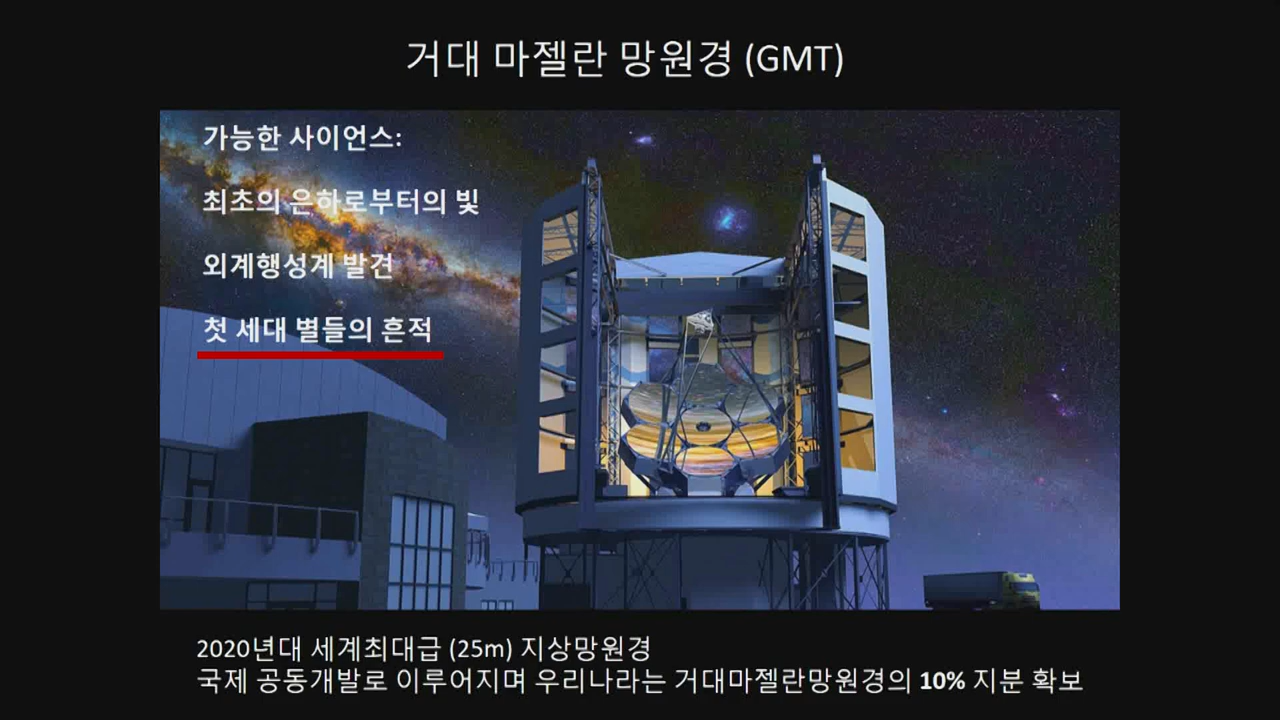 거대 마젤란 망원경 (GMT)
가능한 사이언스:
최초의 은하로부터의 빛
외계행성계 발견
첫 세대 별들의 흔적
2020년대 세계최대급 (25m) 지상망원경
국제 공동개발로 이루어지며 우리나라는 거대마젤란망원경의 10% 지분 확보